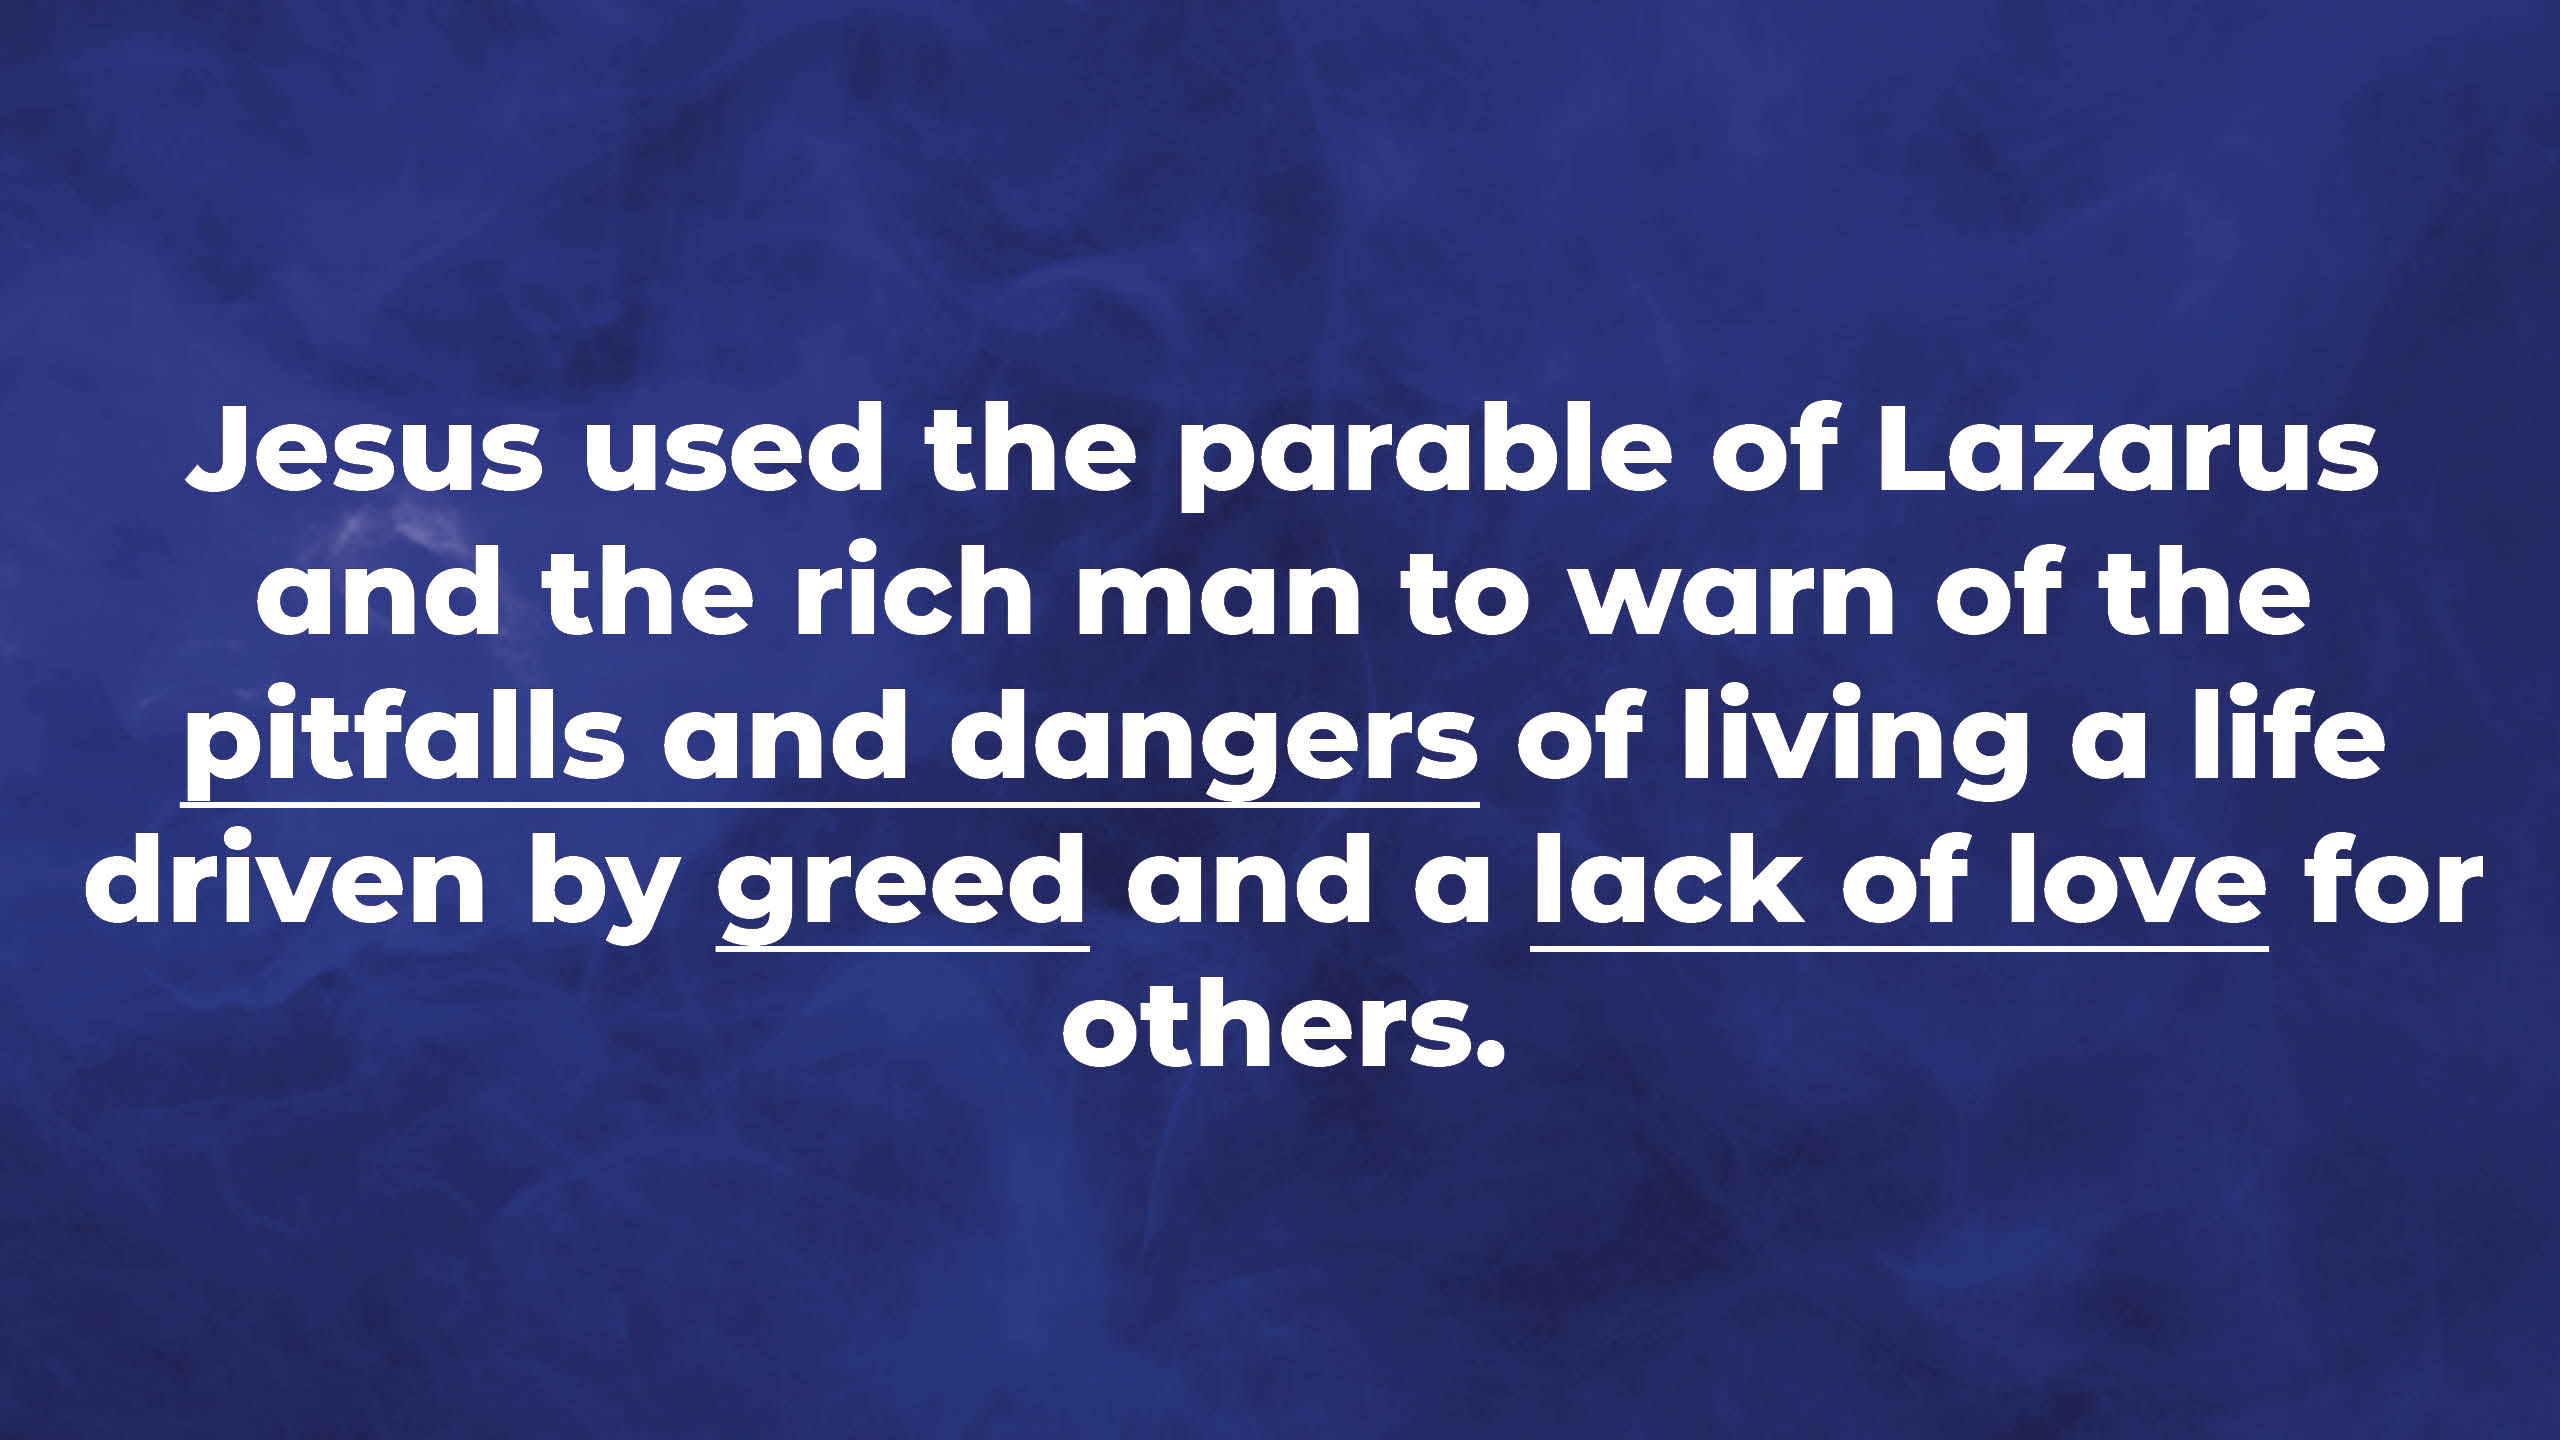 Jesus used the parable of Lazarus
and the rich man to warn of the
pitfalls and dangers of living a life
driven by greed and a lack of love for
others.